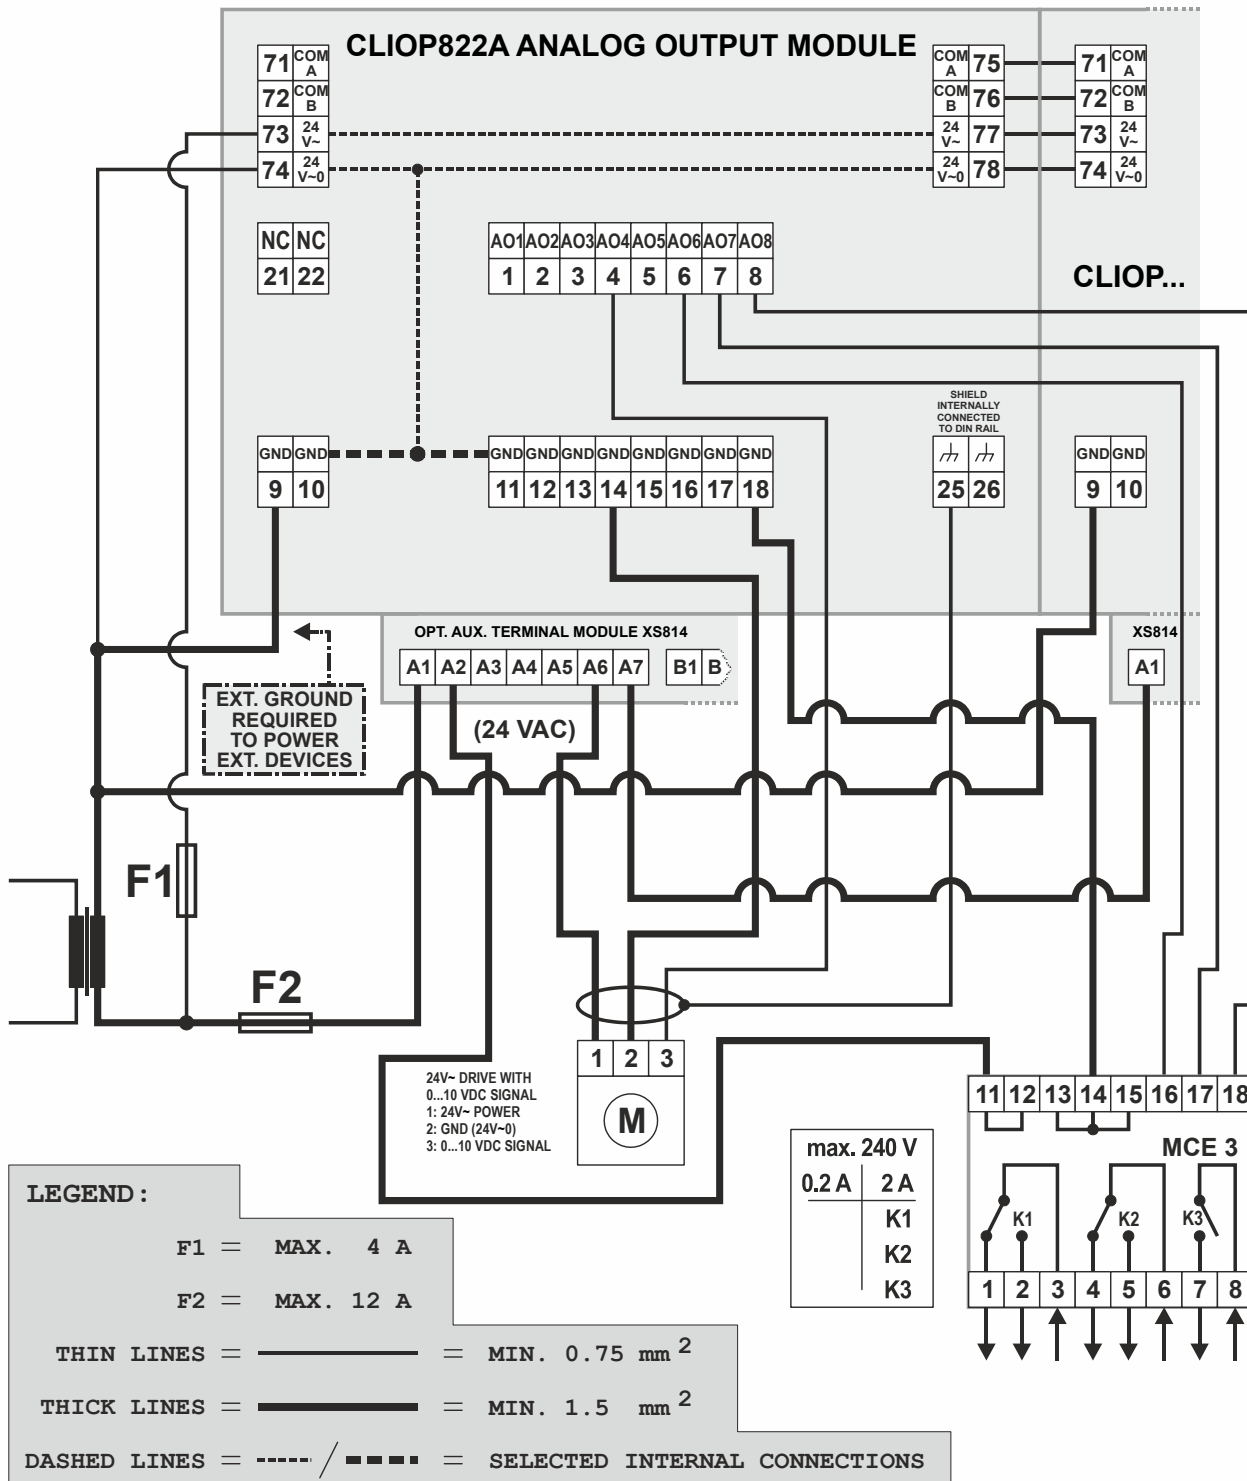 CLIOP822A ANALOG OUTPUT MODULE
71 COM A
72 COM B
73 24 V~
74 24 V~0
COM A 75
COM B 76
24 V~ 77
24 V~0 78
71 COM A
72 COM B
73 24 V~
74 24 V~0
NC NC
21 22
AO1 AO2 AO3 AO4 AO5 AO6 AO7 AO8
1 2 3 4 5 6 7 8
CLIOP...
SHIELD
INTERNALLY
CONNECTED
TO DIN RAIL
GND GND
9 10
GND GND GND GND GND GND GND GND
11 12 13 14 15 16 17 18
25 26
GND GND
9 10
OPT. AUX. TERMINAL MODULE XS814
A1 A2 A3 A4 A5 A6 A7
B1 B
XS814
A1
EXT. GROUND
REQUIRED
TO POWER
EXT. DEVICES
(24 VAC)
F1
F2
24V~ DRIVE WITH
0...10 VDC SIGNAL
1: 24V~ POWER
2: GND (24V~0)
3: 0...10 VDC SIGNAL
1 2 3
M
11 12 13 14 15 16 17 18
MCE 3
K1 K2 K3
1 2 3 4 5 6 7 8
max. 240 V
0.2 A 2 A
K1
K2
K3
LEGEND:
F1 = MAX. 4 A
F2 = MAX. 12 A
THIN LINES = = MIN. 0.75 mm 2
THICK LINES = = MIN. 1.5 mm 2
DASHED LINES = / = SELECTED INTERNAL CONNECTIONS